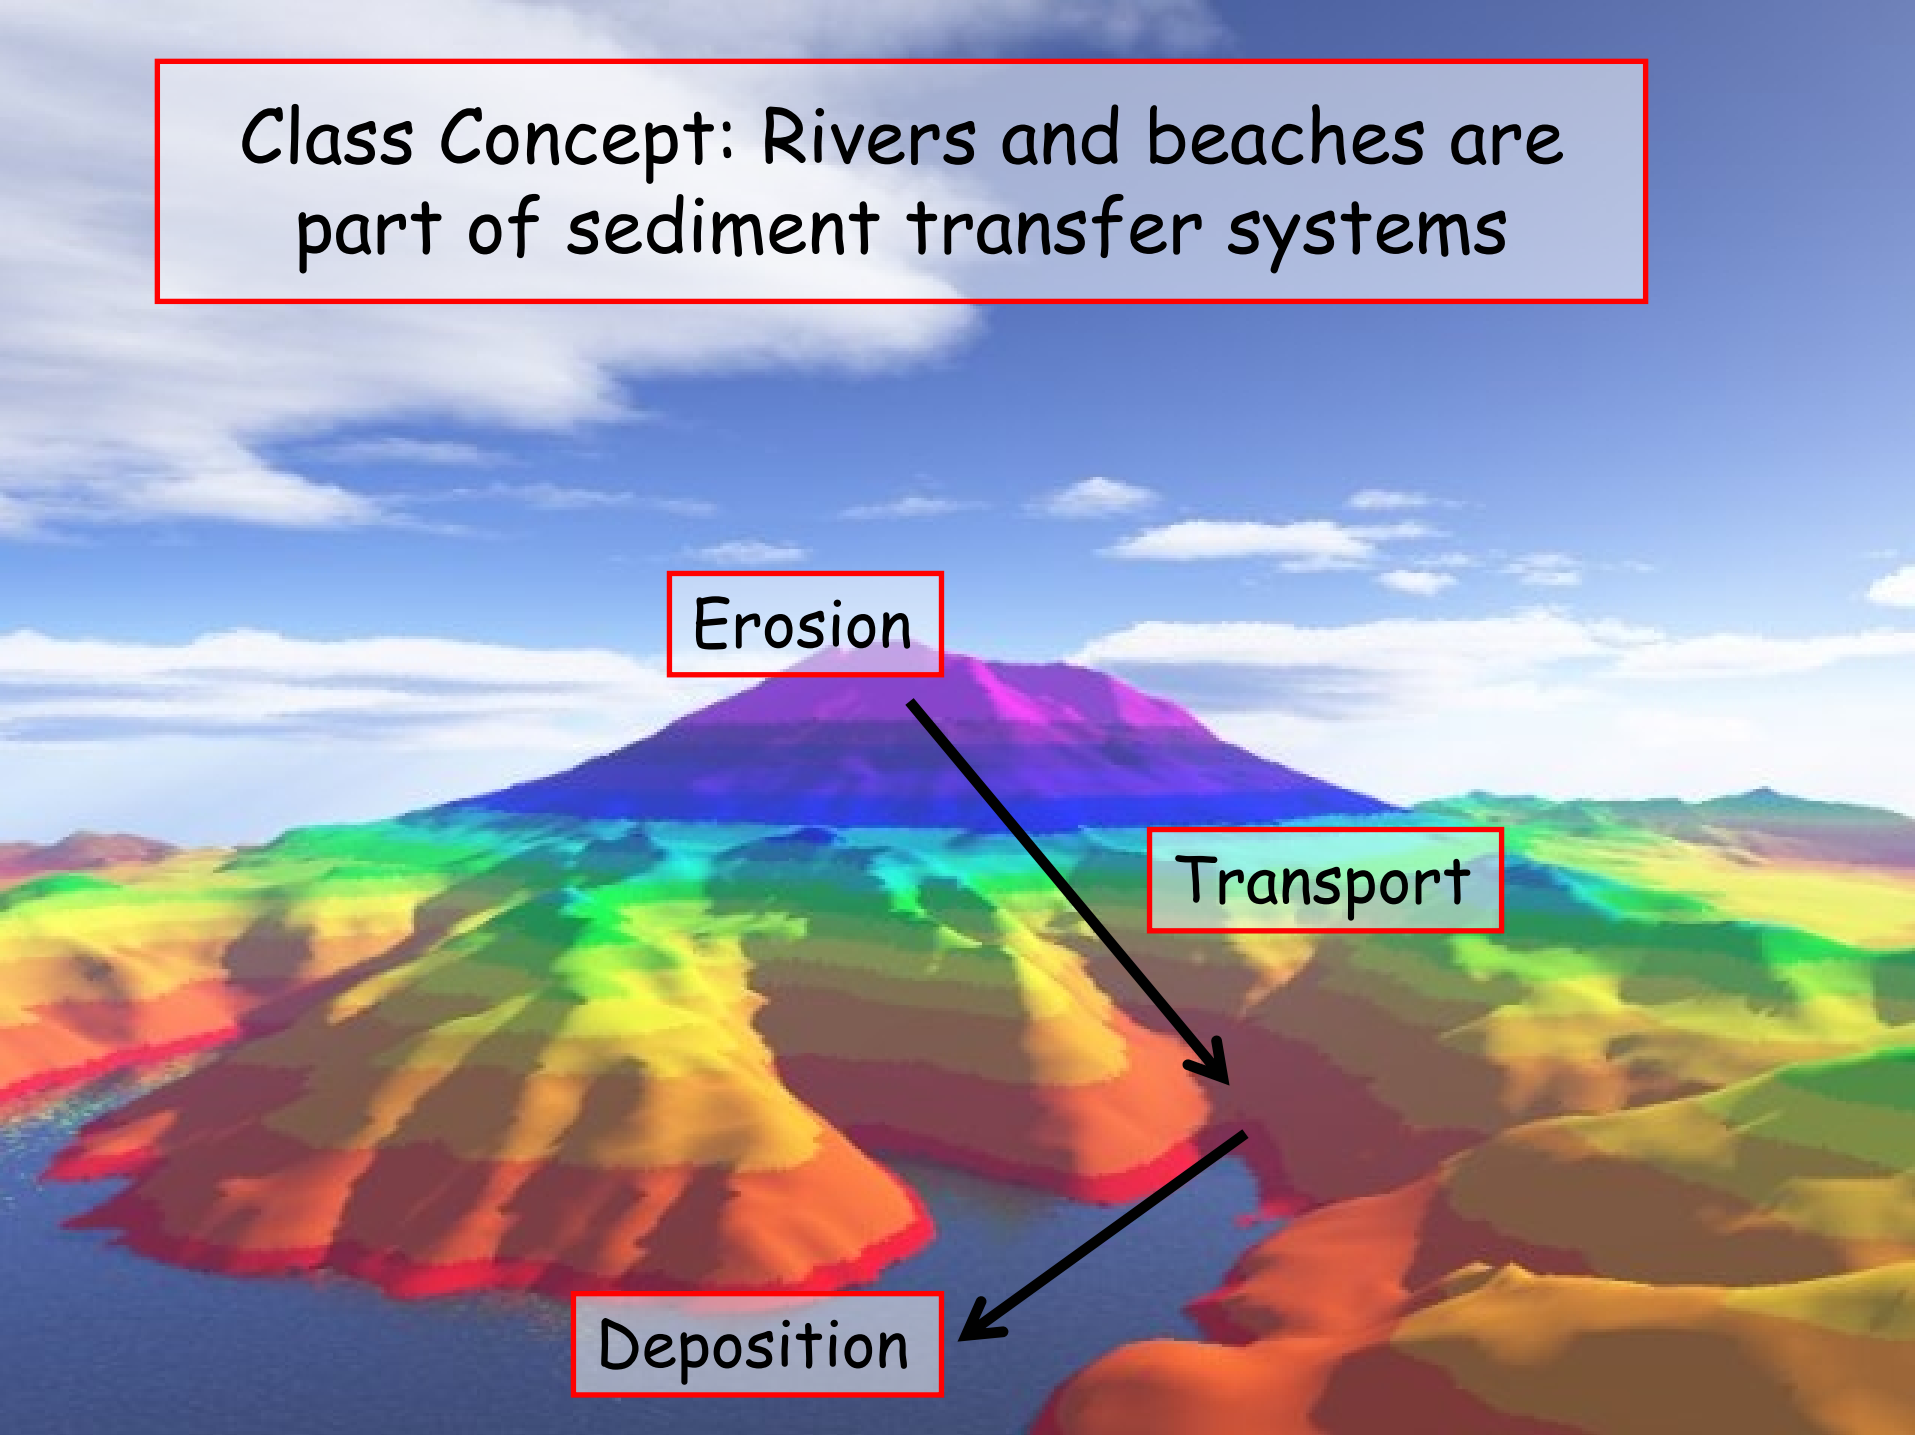 Class Concept: Rivers and beaches are
part of sediment transfer systems
Erosion
Transport
Deposition